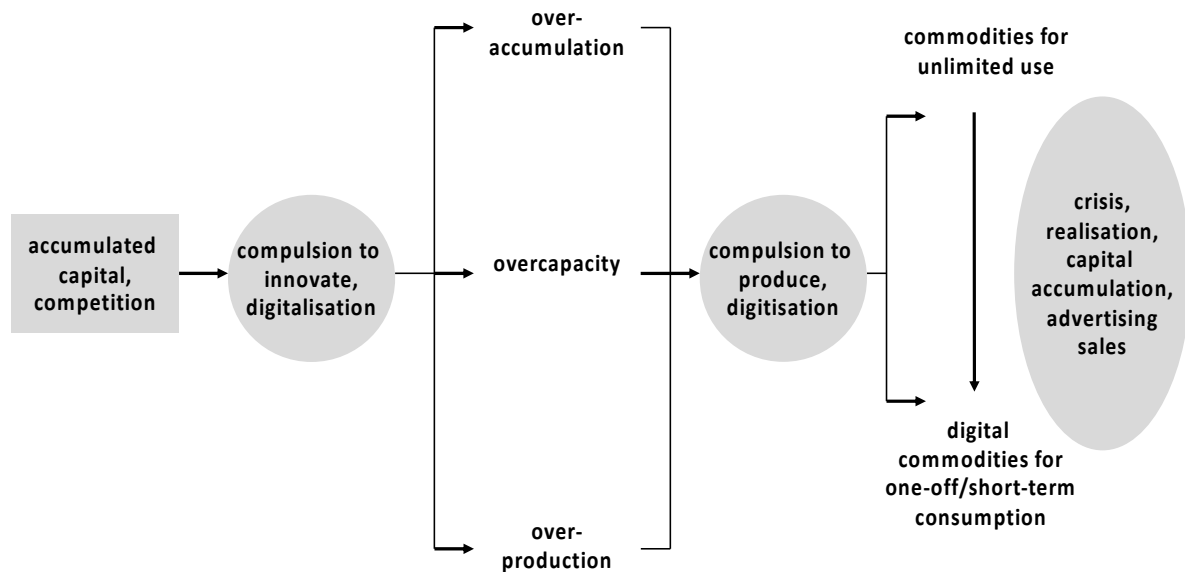 over-
accumulation
commodities for
unlimited use
accumulated
capital,
competition
compulsion to
innovate,
digitalisation
overcapacity
compulsion to
produce,
digitisation
crisis,
realisation,
capital
accumulation,
advertising
sales
digital
commodities for
one-off/short-term
consumption
over-
production